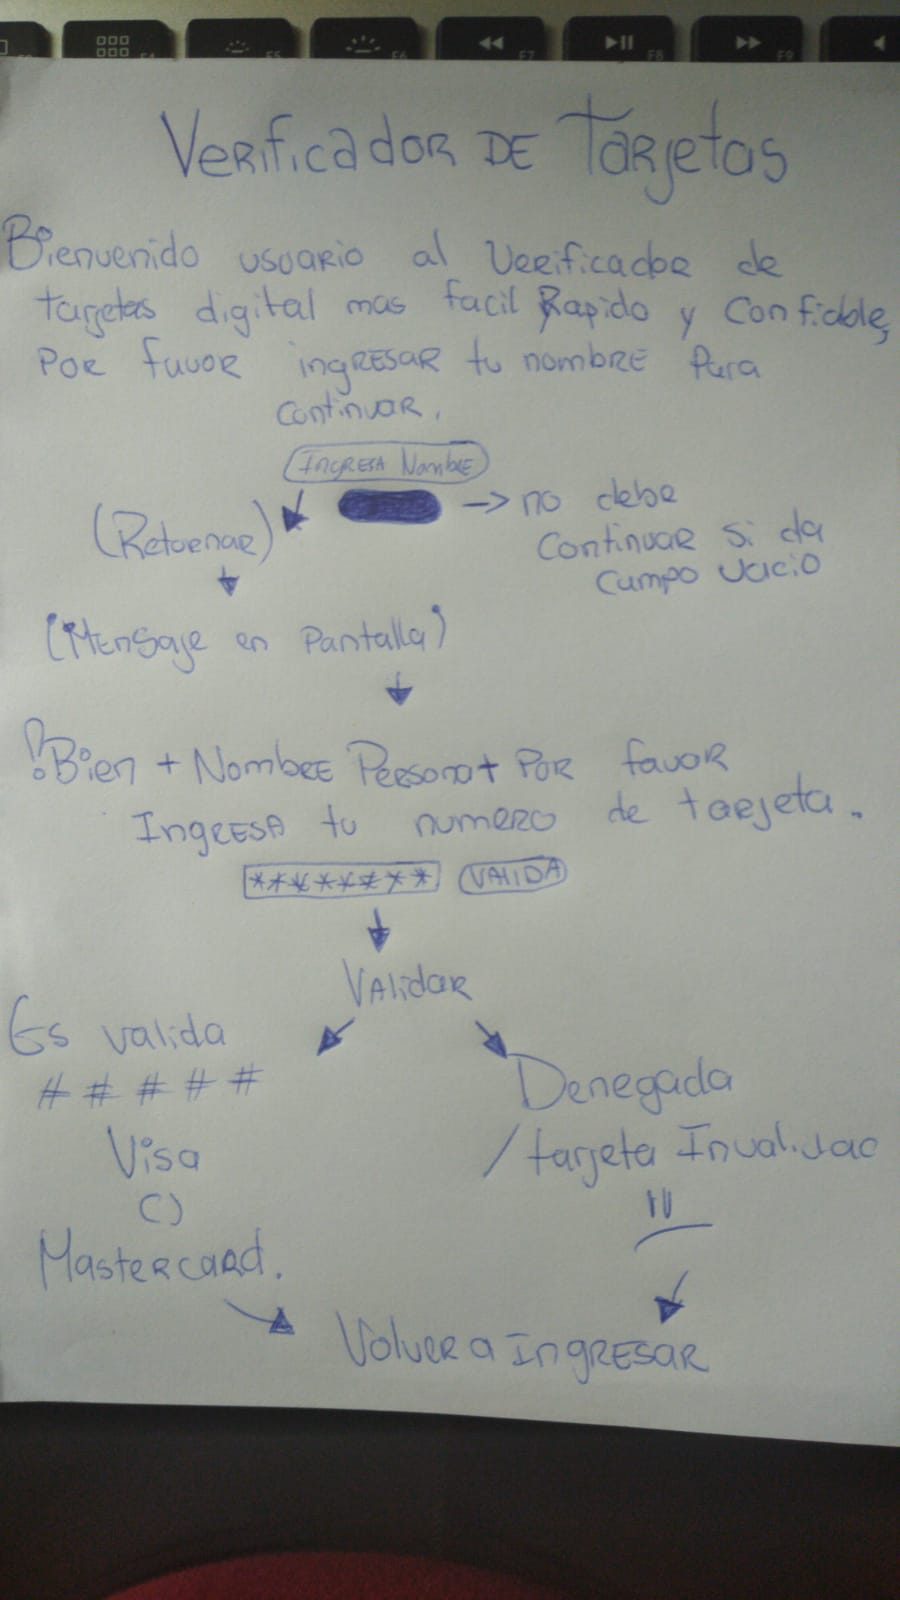 F4 F5 F6 F7 F8 F9
VERIFICADOR DE TARJETAS
Bienvenido usuario al Verificador de
tarjetas digital mas facil Rapido y Confiable,
POR favor ingresar tu nombre Para
Continuar.
INGRESA Nombre
(Retornar) → no debe
Continuar si da
Campo vacio
(Mensaje en Pantalla)
!Bien + Nombre Persona + Por favor
Ingresa tu numero de tarjeta.
******** VALIDA
Validar
Es valida
# # # # #
Denegada
Visa
/tarjeta
O
Mastercard.
Volver a Ingresar